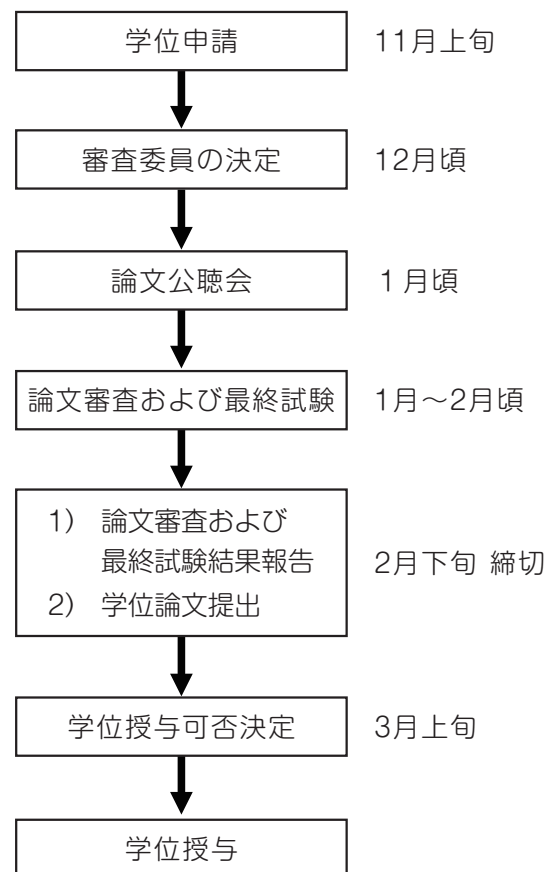 学位申請 11月上旬
審査委員の決定 12月頃
論文公聴会 1月頃
論文審査および最終試験 1月〜2月頃
1) 論文審査および
最終試験結果報告 2月下旬 締切
2) 学位論文提出
学位授与可否決定 3月上旬
学位授与